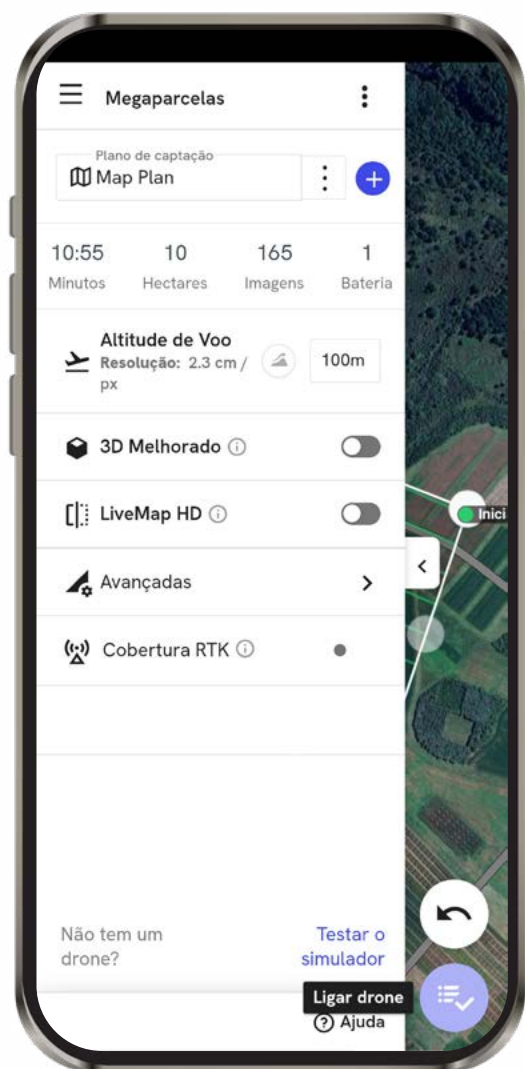 Megaparcelas
Plano de captação
Map Plan
10:55 10 165 1
Minutos Hectares Imagens Bateria
Altitude de Voo
Resolução: 2.3 cm /
px
100m
3D Melhorado
LiveMap HD
Inici
Avançadas
Cobertura RTK
Não tem um
drone?
Testar o
simulador
Ligar drone
Ajuda